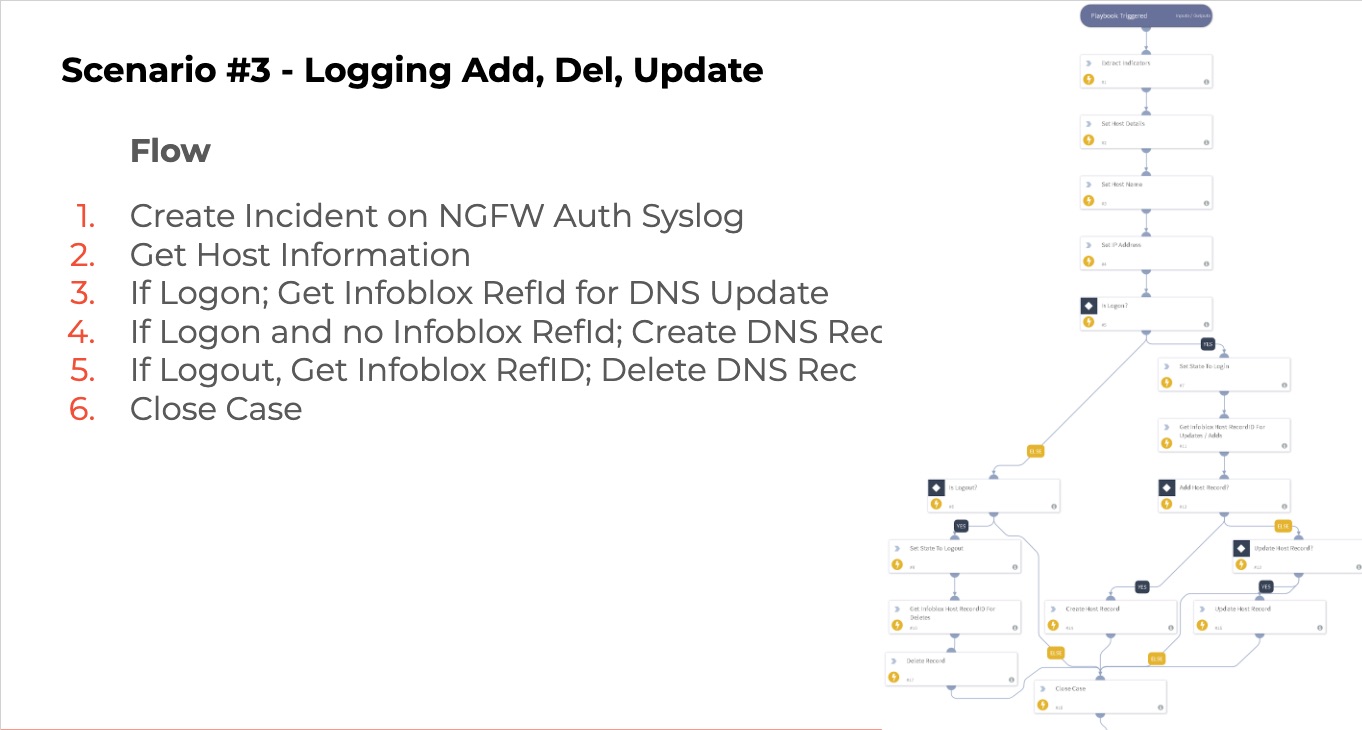 Scenario #3 - Logging Add, Del, Update
Flow
1. Create Incident on NGFW Auth Syslog
2. Get Host Information
3. If Logon; Get Infoblox RefId for DNS Update
4. If Logon and no Infoblox RefId; Create DNS Rec
5. If Logout, Get Infoblox RefID; Delete DNS Rec
6. Close Case
Playbook Triggered
Inputs / Outputs
Extract Indicators
Set Host Details
Set Host Name
Set IP Address
Is Logon?
YES
Set State To Login
Get Infoblox Host RecordID For
Updates / Adds
ELSE
Is Logout?
Add Host Record?
YES
ELSE
Set State To Logout
Update Host Record?
YES
YES
Get Infoblox Host RecordID For
Deletes
Create Host Record
Update Host Record
ELSE
ELSE
Delete Record
Close Case